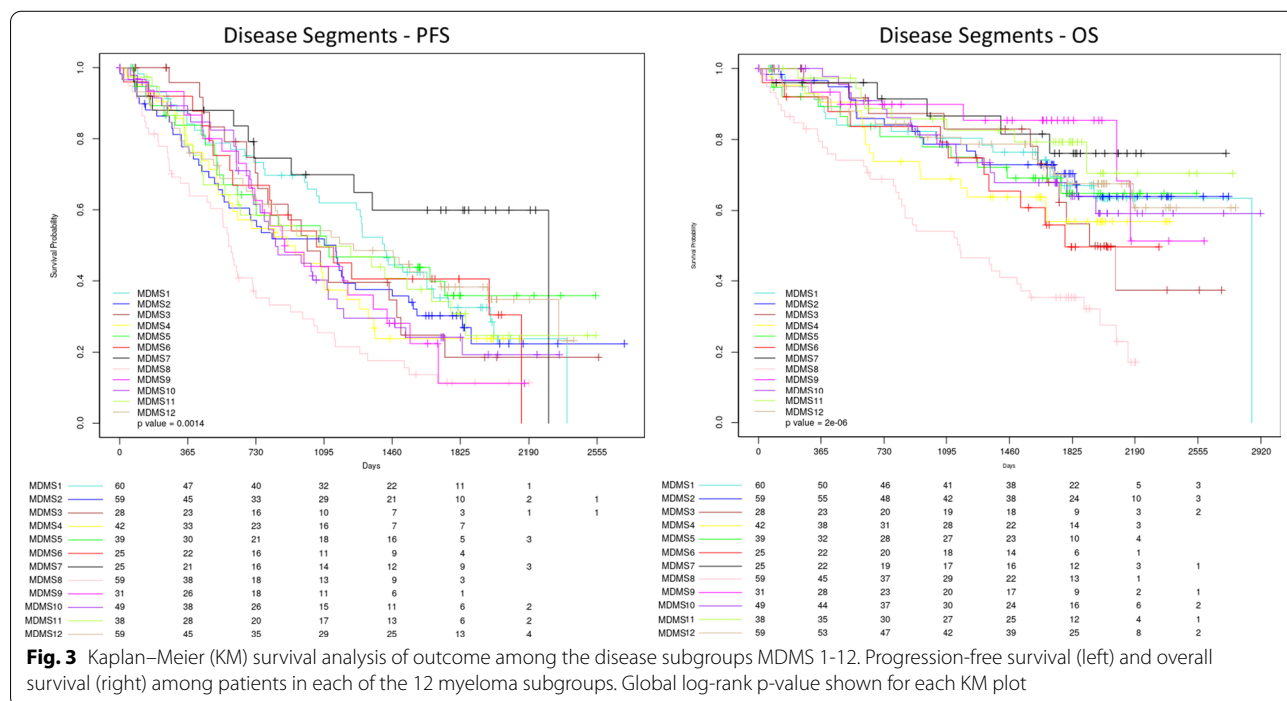 Disease Segments - PFS
Survival Probability
1.0
0.8
0.6
0.4
0.2
0.0
MDMS1
MDMS2
MDMS3
MDMS4
MDMS5
MDMS6
MDMS7
MDMS8
MDMS9
MDMS10
MDMS11
MDMS12
p value = 0.0014
0 365 730 1095 1460 1825 2190 2555
Days
MDMS1 60 47 40 32 22 11 1
MDMS2 59 45 33 29 21 10 2 1
MDMS3 28 23 16 10 7 3 1 1
MDMS4 42 33 23 16 7 7
MDMS5 39 30 21 18 16 5 3
MDMS6 25 22 16 11 9 4
MDMS7 25 21 16 14 12 9 3
MDMS8 59 38 18 13 9 3
MDMS9 31 26 18 11 6 1
MDMS10 49 38 26 15 11 6 2
MDMS11 38 28 20 17 13 6 2
MDMS12 59 45 35 29 25 13 4
Disease Segments - OS
Survival Probability
1.0
0.8
0.6
0.4
0.2
0.0
MDMS1
MDMS2
MDMS3
MDMS4
MDMS5
MDMS6
MDMS7
MDMS8
MDMS9
MDMS10
MDMS11
MDMS12
p value = 2e-06
0 365 730 1095 1460 1825 2190 2555 2920
Days
MDMS1 60 50 46 41 38 22 5 3
MDMS2 59 55 48 42 38 24 10 3
MDMS3 28 23 20 19 18 9 3 2
MDMS4 42 38 31 28 22 14 3
MDMS5 39 32 28 27 23 10 4
MDMS6 25 22 20 18 14 6 1
MDMS7 25 22 19 17 16 12 3 1
MDMS8 59 45 37 29 22 13 1
MDMS9 31 28 23 20 17 9 2 1
MDMS10 49 44 37 30 24 16 6 2
MDMS11 38 35 30 27 25 12 4 1
MDMS12 59 53 47 42 39 25 8 2
Fig. 3 Kaplan–Meier (KM) survival analysis of outcome among the disease subgroups MDMS 1-12. Progression-free survival (left) and overall
survival (right) among patients in each of the 12 myeloma subgroups. Global log-rank p-value shown for each KM plot